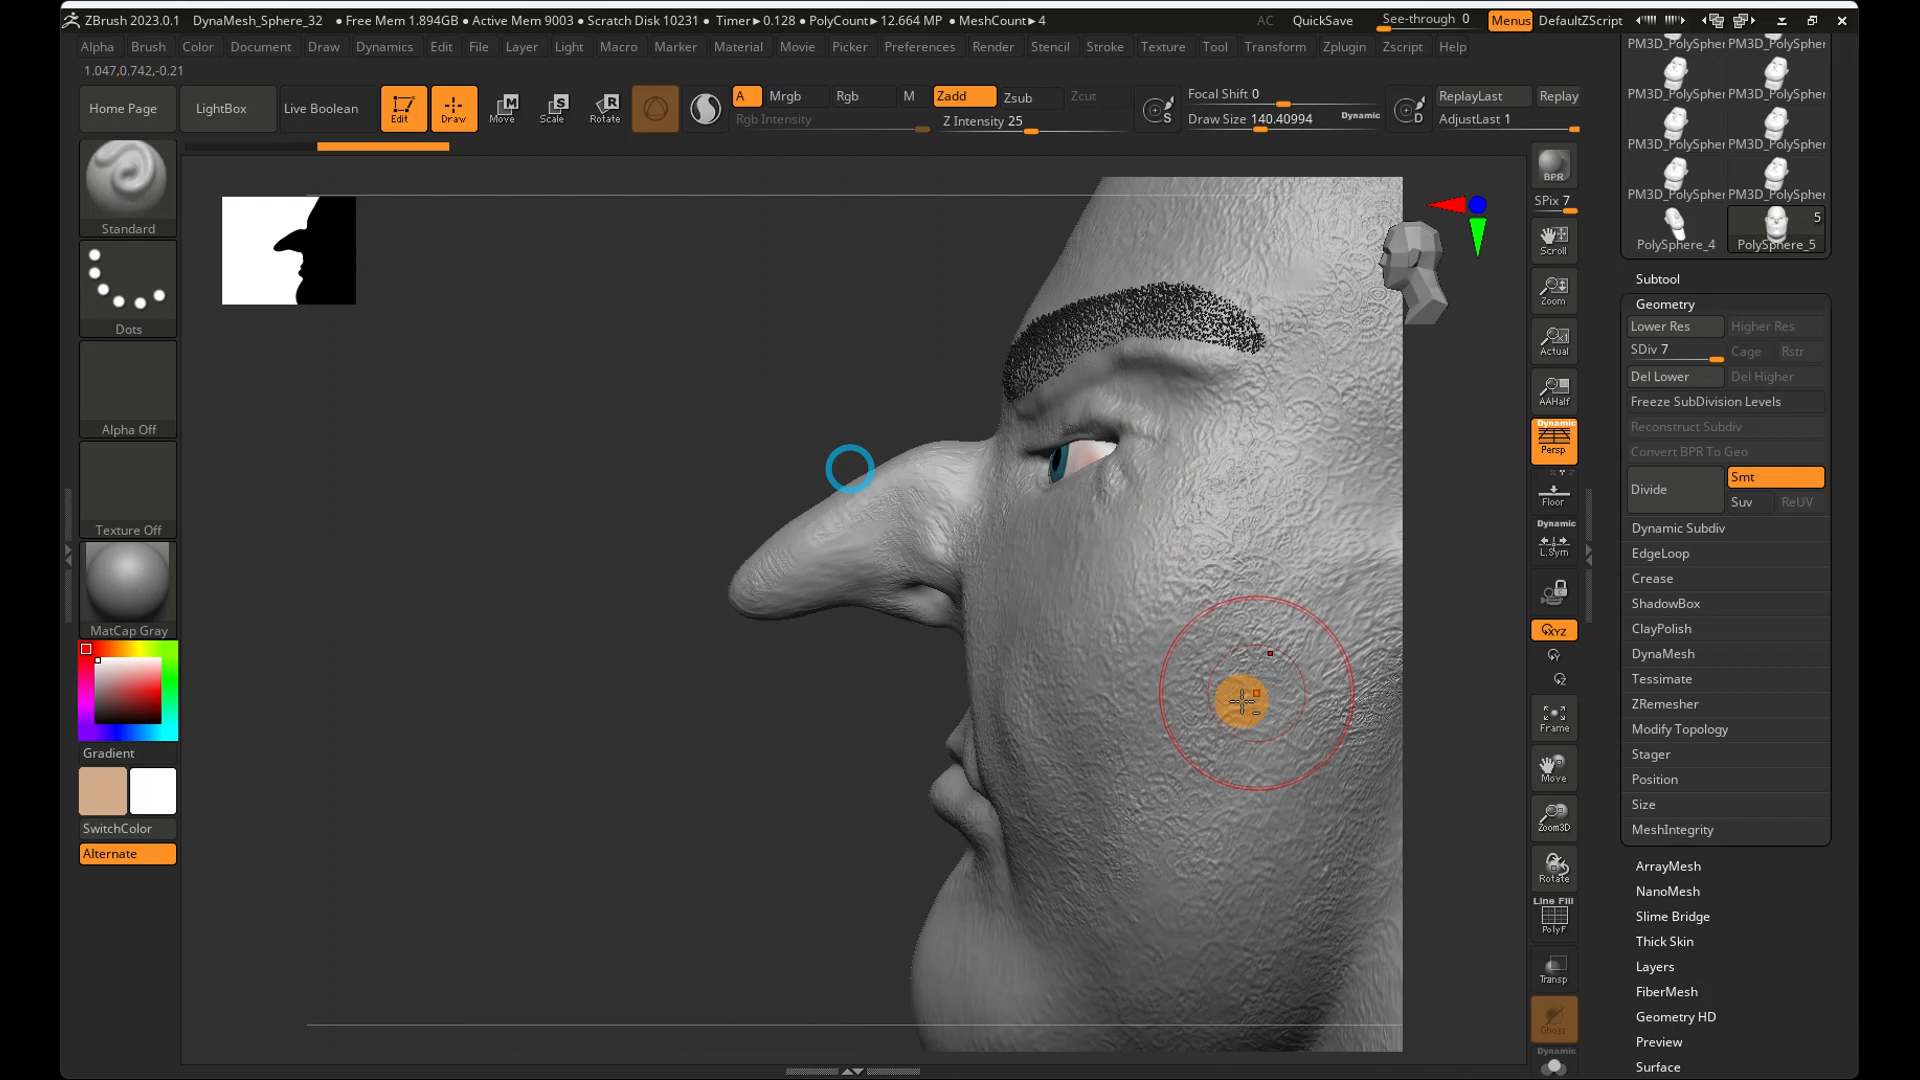 ZBrush 2023.0.1 DynaMesh_Sphere_32 ● Free Mem 1.894GB ● Active Mem 9003 ● Scratch Disk 10231 ● Timer►0.128 ● PolyCount►12.664 MP ● MeshCount►4 AC QuickSave See-through 0 Menus DefaultZScript
Alpha Brush Color Document Draw Dynamics Edit File Layer Light Macro Marker Material Movie Picker Preferences Render Stencil Stroke Texture Tool Transform Zplugin Zscript Help
1.047,0.742,-0.21
Home Page LightBox Live Boolean Edit Draw Move Scale Rotate
A Mrgb Rgb M Zadd Zsub Zcut
Rgb Intensity Z Intensity 25
Focal Shift 0
Draw Size 140.40994 Dynamic
ReplayLast Replay
AdjustLast 1
Standard
Dots
Alpha Off
Texture Off
MatCap Gray
Gradient
SwitchColor
Alternate
BPR
SPix 7
Scroll
Zoom
Actual
AAHalf
Dynamic
Persp
Floor
Dynamic
L.Sym
XYZ
Frame
Move
Zoom3D
Rotate
Line Fill
PolyF
Transp
Ghost
Dynamic
PM3D_PolySpher PM3D_PolySpher
PM3D_PolySpher PM3D_PolySpher
PM3D_PolySpher PM3D_PolySpher
PM3D_PolySpher PM3D_PolySpher
5
PolySphere_4 PolySphere_5
Subtool
Geometry
Lower Res Higher Res
SDiv 7 Cage Rstr
Del Lower Del Higher
Freeze SubDivision Levels
Reconstruct Subdiv
Convert BPR To Geo
Divide Smt
Suv ReUV
Dynamic Subdiv
EdgeLoop
Crease
ShadowBox
ClayPolish
DynaMesh
Tessimate
ZRemesher
Modify Topology
Stager
Position
Size
MeshIntegrity
ArrayMesh
NanoMesh
Slime Bridge
Thick Skin
Layers
FiberMesh
Geometry HD
Preview
Surface